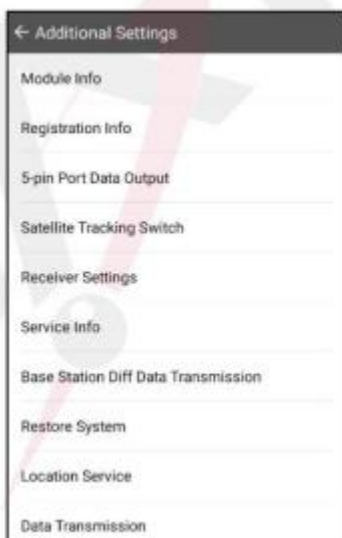 ← Additional Settings
Module Info
Registration Info
5-pin Port Data Output
Satellite Tracking Switch
Receiver Settings
Service Info
Base Station Diff Data Transmission
Restore System
Location Service
Data Transmission